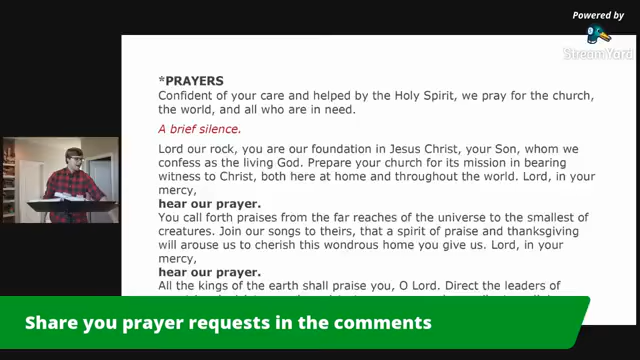 Powered by
StreamYard
*PRAYERS
Confident of your care and helped by the Holy Spirit, we pray for the church,
the world, and all who are in need.
A brief silence.
Lord our rock, you are our foundation in Jesus Christ, your Son, whom we
confess as the living God. Prepare your church for its mission in bearing
witness to Christ, both here at home and throughout the world. Lord, in your
mercy,
hear our prayer.
You call forth praises from the far reaches of the universe to the smallest of
creatures. Join our songs to theirs, that a spirit of praise and thanksgiving
will arouse us to cherish this wondrous home you give us. Lord, in your
mercy,
hear our prayer.
All the kings of the earth shall praise you, O Lord. Direct the leaders of
Share you prayer requests in the comments